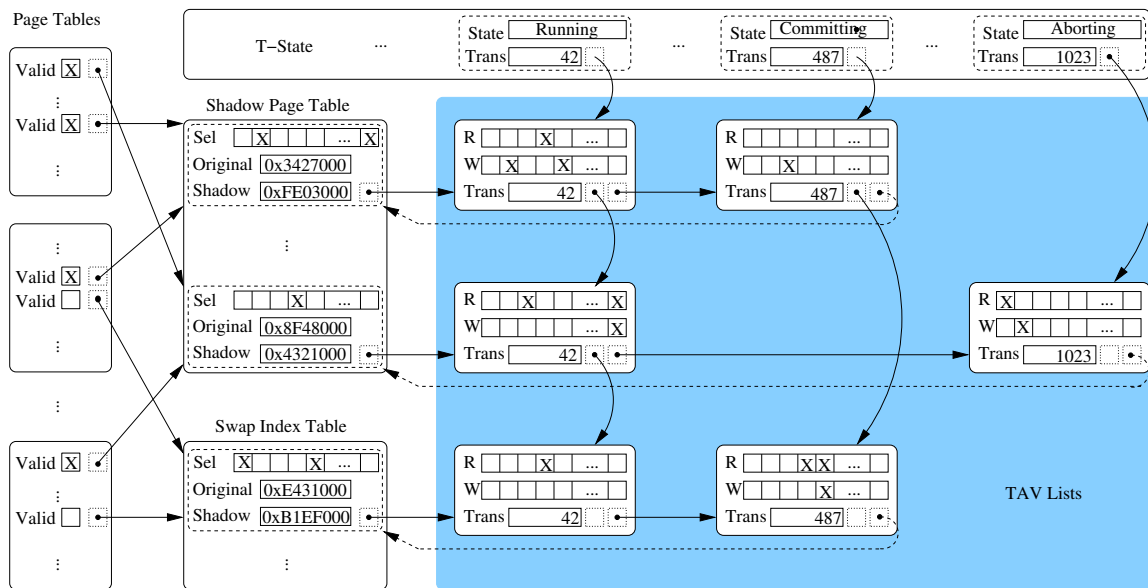 Page Tables
Valid X
...
Valid X
...
...
Valid X
Valid
...
...
Valid X
...
Valid
...
T−State
...
State Running
Trans 42
...
State Committing
Trans 487
...
State Aborting
Trans 1023
Shadow Page Table
Sel X ... X
Original 0x3427000
Shadow 0xFE03000
...
Sel X ...
Original 0x8F48000
Shadow 0x4321000
Swap Index Table
Sel X X ...
Original 0xE431000
Shadow 0xB1EF000
...
R X ...
W X X ...
Trans 42
R ...
W X ...
Trans 487
R X ... X
W ... X
Trans 42
R X ...
W X ...
Trans 1023
R X ...
W ...
Trans 42
R X X ...
W X ...
Trans 487
TAV Lists